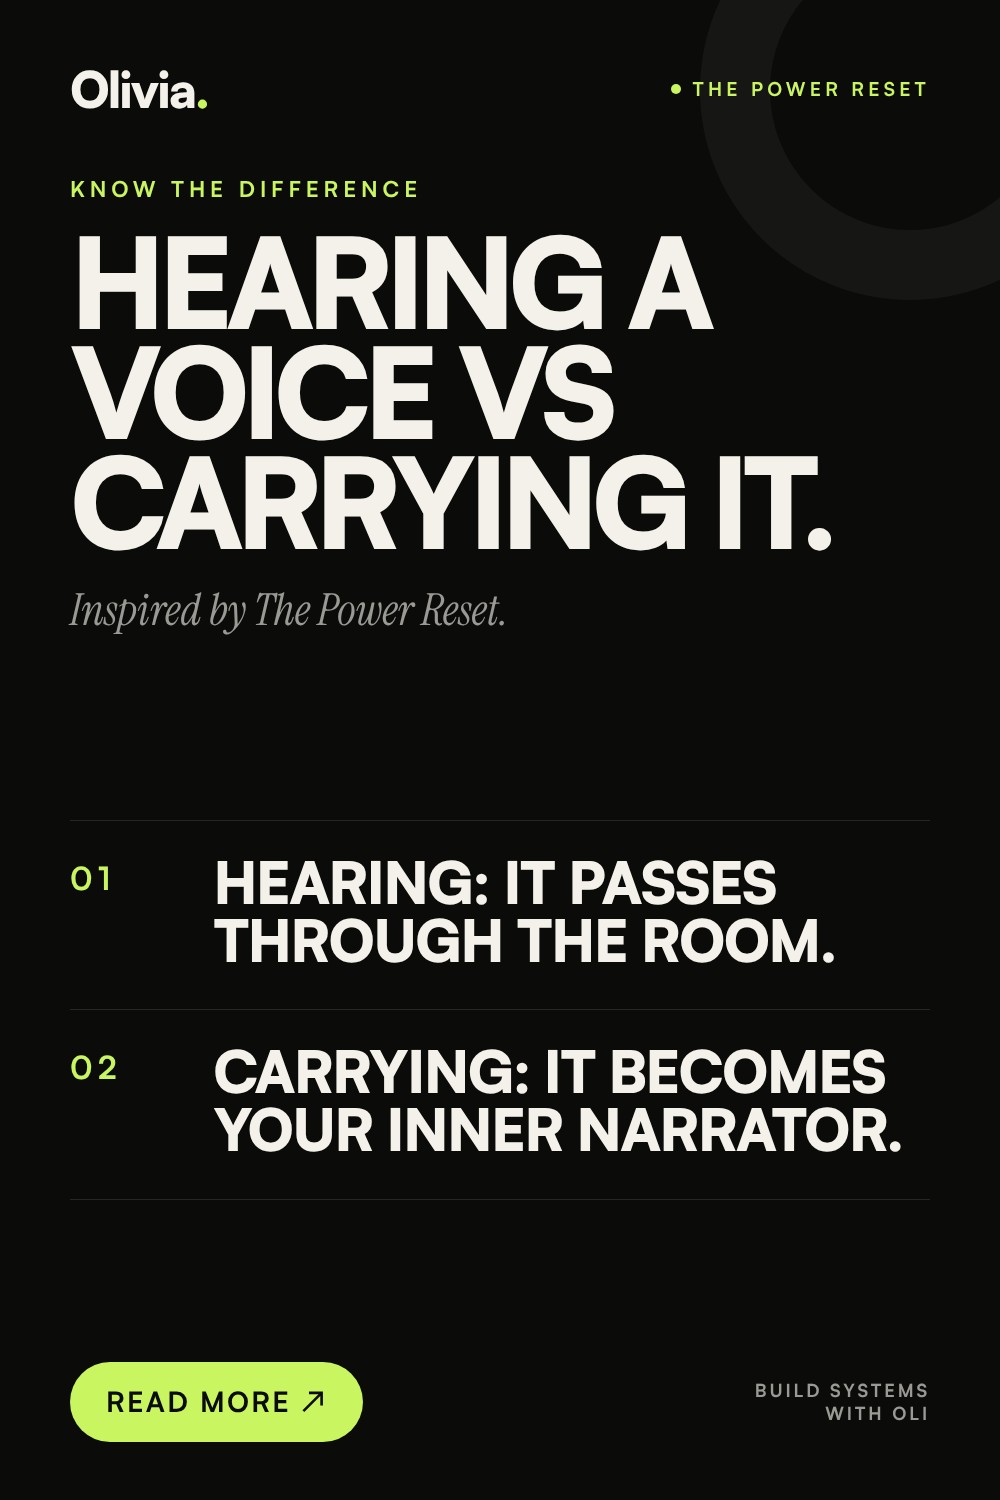 Olivia.
THE POWER RESET
KNOW THE DIFFERENCE
HEARING A
VOICE VS
CARRYING IT.
Inspired by The Power Reset.
01
HEARING: IT PASSES
THROUGH THE ROOM.
02
CARRYING: IT BECOMES
YOUR INNER NARRATOR.
READ MORE ↗
BUILD SYSTEMS
WITH OLI